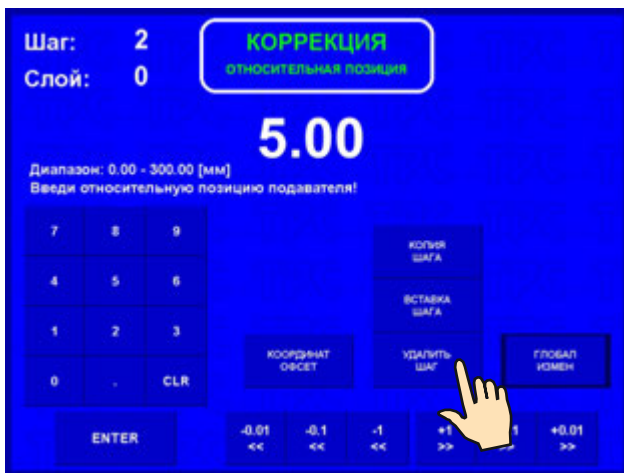 Шаг: 2
Слой: 0
КОРРЕКЦИЯ
ОТНОСИТЕЛЬНАЯ ПОЗИЦИЯ
5.00
Диапазон: 0.00 - 300.00 [мм]
Введи относительную позицию подавателя!
7 8 9
4 5 6
1 2 3
0 . CLR
ENTER
КОПИЯ
ШАГА
ВСТАВКА
ШАГА
КООРДИНАТ
ОФСЕТ
УДАЛИТЬ
ШАГ
ГЛОБАЛ
ИЗМЕН
-0.01 -0.1 -1 +1 1 +0.01
<< << << >> >> >>